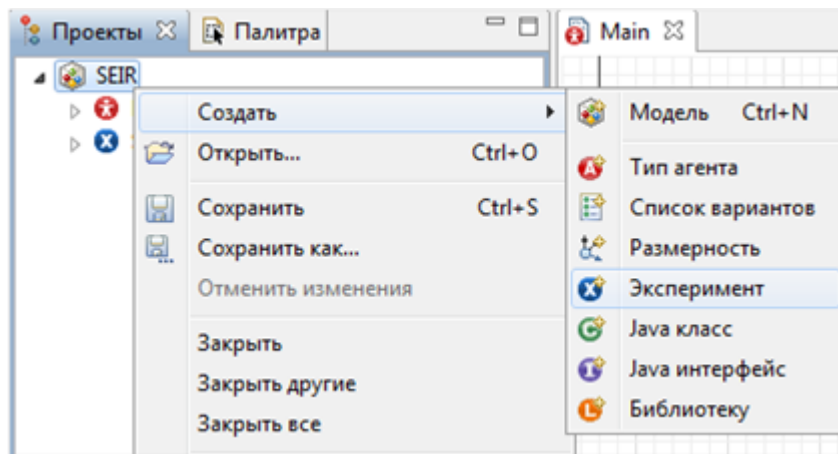 Проекты Палитра Main
SEIR
Создать
Открыть... Ctrl+O
Сохранить Ctrl+S
Сохранить как...
Отменить изменения
Закрыть
Закрыть другие
Закрыть все
Модель Ctrl+N
Тип агента
Список вариантов
Размерность
Эксперимент
Java класс
Java интерфейс
Библиотеку